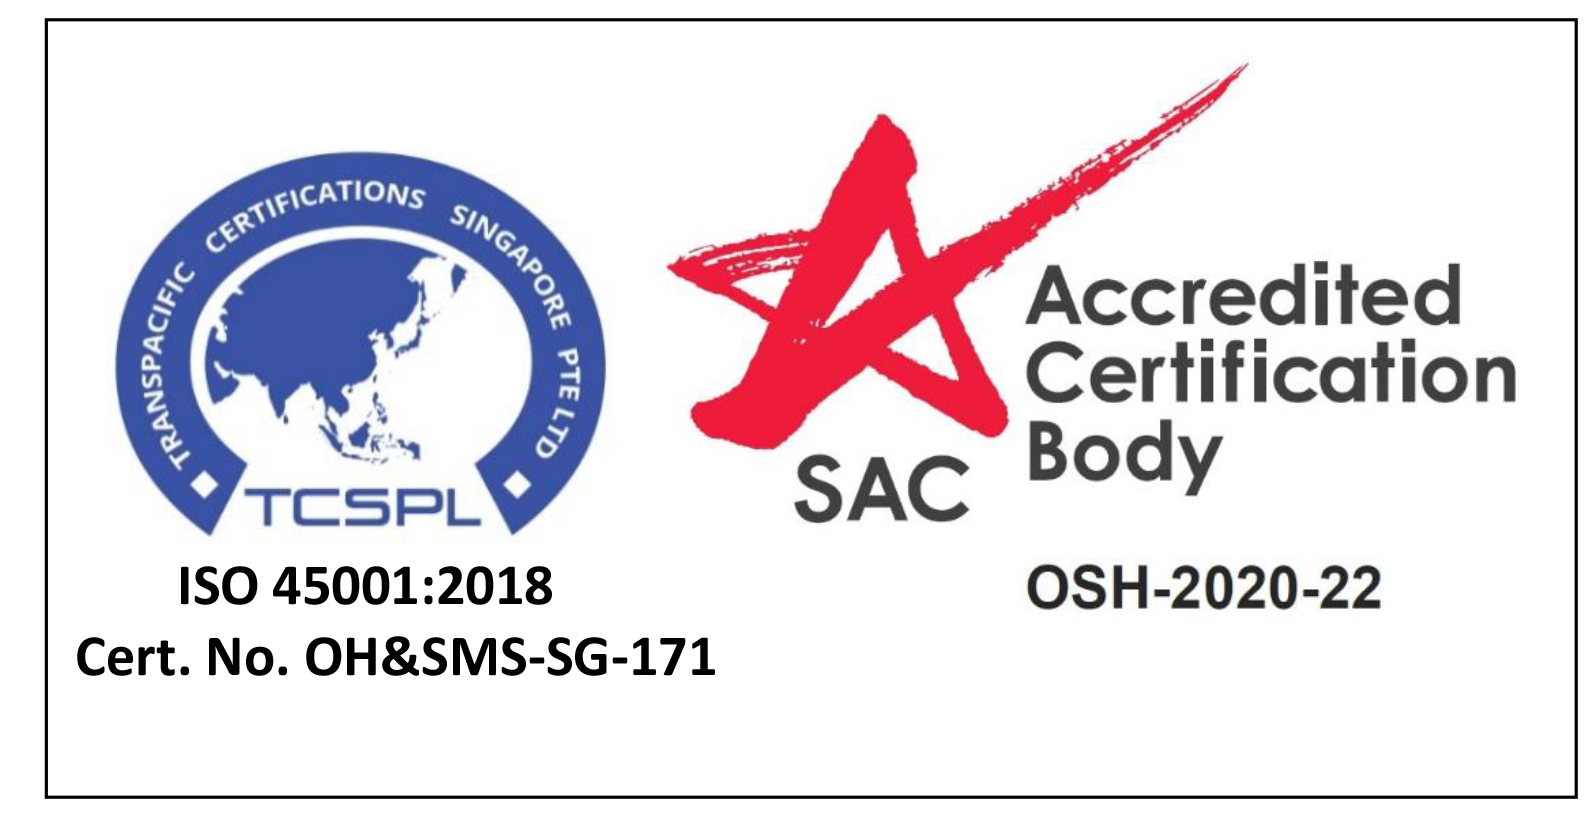 TRANSPACIFIC CERTIFICATIONS SINGAPORE PTE LTD
TCSPL
ISO 45001:2018
Cert. No. OH&SMS-SG-171
SAC
Accredited
Certification
Body
OSH-2020-22